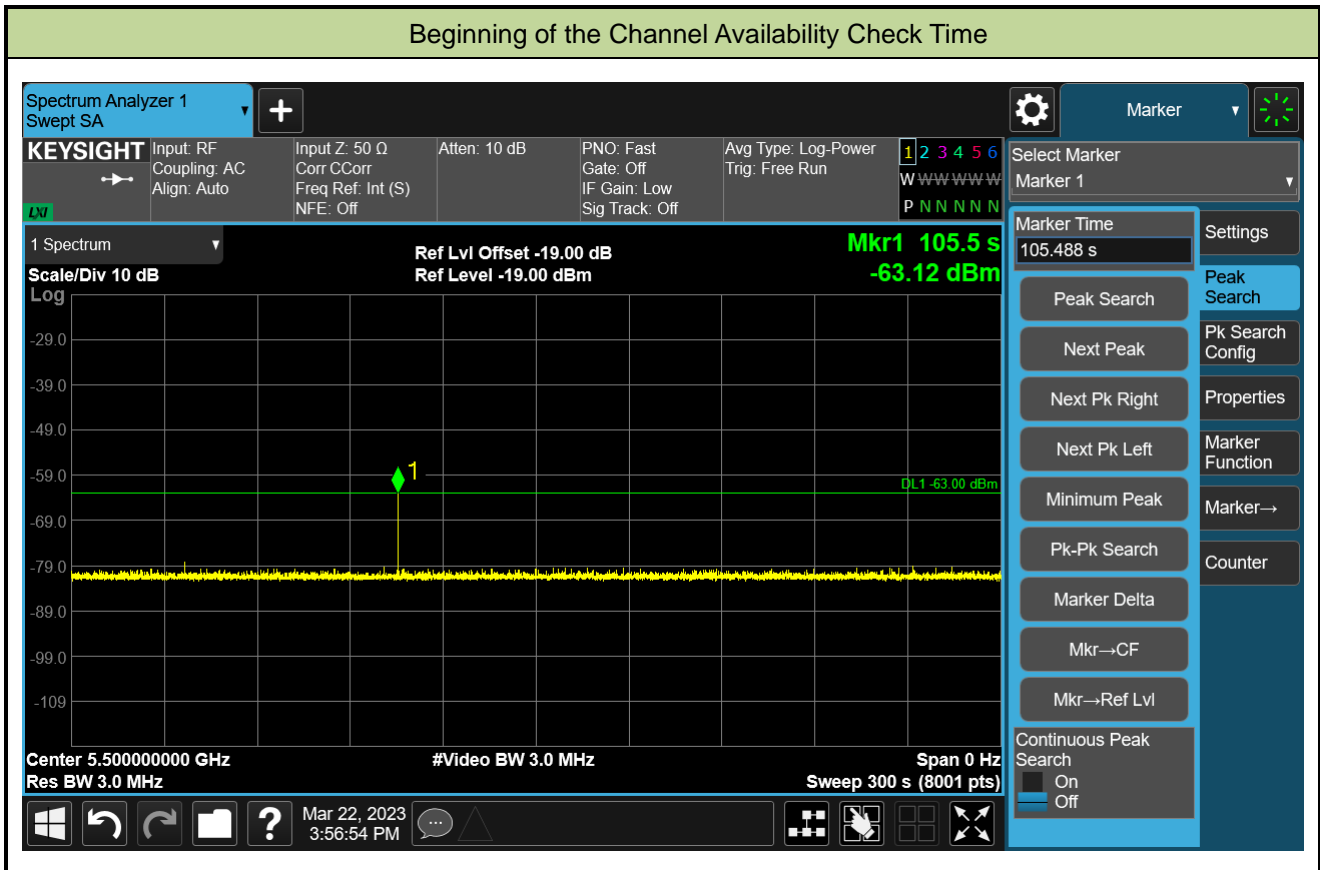 Beginning of the Channel Availability Check Time
Spectrum Analyzer 1
Swept SA
+
Marker
KEYSIGHT
LXI
Input: RF
Coupling: AC
Align: Auto
Input Z: 50 Ω
Corr CCorr
Freq Ref: Int (S)
NFE: Off
Atten: 10 dB
PNO: Fast
Gate: Off
IF Gain: Low
Sig Track: Off
Avg Type: Log-Power
Trig: Free Run
1 2 3 4 5 6
W W W W W W
P N N N N N
Select Marker
Marker 1
1 Spectrum
Scale/Div 10 dB
Log
Ref Lvl Offset -19.00 dB
Ref Level -19.00 dBm
Mkr1 105.5 s
-63.12 dBm
-29.0
-39.0
-49.0
-59.0
-69.0
-79.0
-89.0
-99.0
-109
1
DL1 -63.00 dBm
Center 5.500000000 GHz
Res BW 3.0 MHz
#Video BW 3.0 MHz
Span 0 Hz
Sweep 300 s (8001 pts)
Marker Time
105.488 s
Peak Search
Next Peak
Next Pk Right
Next Pk Left
Minimum Peak
Pk-Pk Search
Marker Delta
Mkr→CF
Mkr→Ref Lvl
Continuous Peak
Search
On
Off
Settings
Peak
Search
Pk Search
Config
Properties
Marker
Function
Marker→
Counter
?
Mar 22, 2023
3:56:54 PM